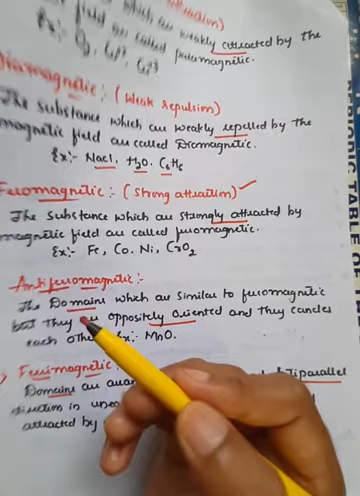 which are weakly attracted by the
field are called paramagnetic.
Ex:- O2,
Diamagnetic :- (Weak Repulsion)
The substance which are weakly repelled by the
magnetic field are called Diamagnetic.
Ex:- Nacl. H2O. C6H6
Ferromagnetic :- (Strong attraction)
The Substance which are strongly attracted by
magnetic field are called ferromagnetic.
Ex:- Fe, Co. Ni, CrO2
Antiferromagnetic :-
The Domains which are similar to ferromagnetic
but they are oppositely oriented and they cancles
each other Ex:- MnO.
Ferrimagnetic :- & Tiparallel
Domains are
direction in
attracted by